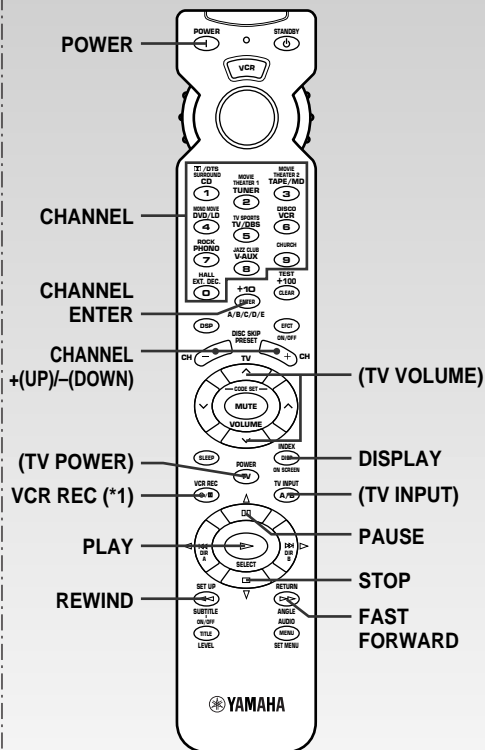 POWER
POWER
STANDBY
VCR
CHANNEL
/DTS
SURROUND
CD
1
MOVIE
THEATER 1
TUNER
2
MOVIE
THEATER 2
TAPE/MD
3
MONO MOVE
DVD/LD
4
TV SPORTS
TV/DBS
5
DISCO
VCR
6
ROCK
PHONO
7
JAZZ CLUB
V-AUX
8
CHURCH
9
HALL
EXT. DEC.
0
+10
ENTER
A/B/C/D/E
TEST
+100
CLEAR
CHANNEL
ENTER
DSP
EFCT
ON/OFF
DISC SKIP
PRESET
CHANNEL
+(UP)/–(DOWN)
CH
–
TV
+
CH
(TV VOLUME)
CODE SET
MUTE
VOLUME
SLEEP
INDEX
DISP
ON SCREEN
DISPLAY
(TV POWER)
POWER
TV
VCR REC (*1)
VCR REC
TV INPUT
A/B
(TV INPUT)
PAUSE
PLAY
DIR
A
DIR
B
SELECT
STOP
REWIND
SET UP
SUBTITLE
RETURN
ANGLE
FAST
FORWARD
ON/OFF
TITLE
LEVEL
AUDIO
MENU
SET MENU
YAMAHA